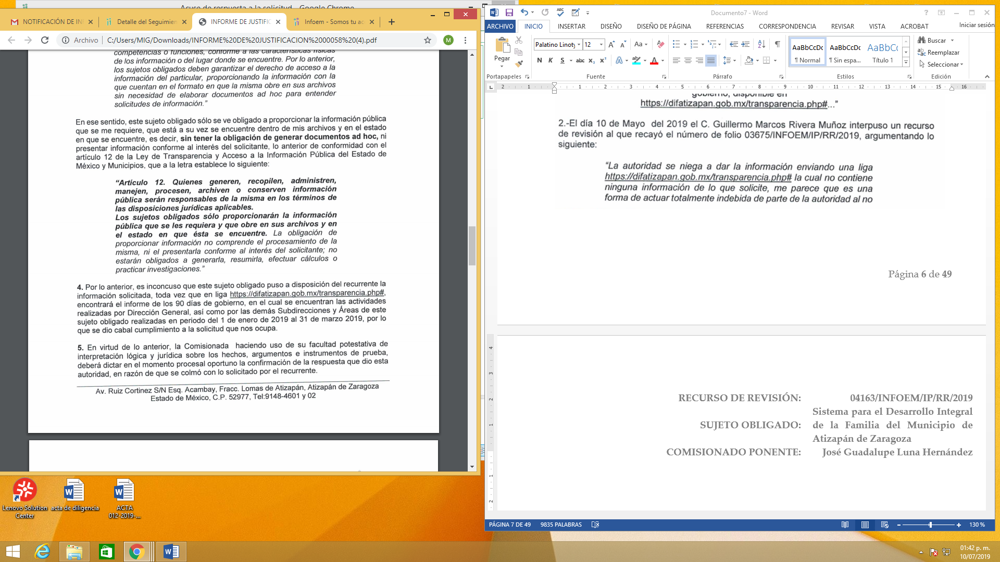 Acuse de respuesta a la solicitud - Google Chrome
NOTIFICACIÓN DE IN
Detalle del Seguimien
INFORME DE JUSTIFIC
Infoem - Somos tu ac
Archivo
C:/Users/MIG/Downloads/INFORME%20DE%20JUSTIFICACION%200058%20(4).pdf
M
competencias o funciones, conforme a las características físicas
de los información o del lugar donde se encuentre. Por lo anterior,
los sujetos obligados deben garantizar el derecho de acceso a la
información del particular, proporcionando la información con la
que cuentan en el formato en que la misma obre en sus archivos
sin necesidad de elaborar documentos ad hoc para entender
solicitudes de información."
En ese sentido, este sujeto obligado sólo se ve obligado a proporcionar la información pública
que se me requiere, que está a su vez se encuentre dentro de mis archivos y en el estado
en que se encuentre, es decir, sin tener la obligación de generar documentos ad hoc, ni
presentar información conforme al interés del solicitante, lo anterior de conformidad con el
artículo 12 de la Ley de Transparencia y Acceso a la Información Pública del Estado de
México y Municipios, que a la letra establece lo siguiente:
"Artículo 12. Quienes generen, recopilen, administren,
manejen, procesen, archiven o conserven información
pública serán responsables de la misma en los términos de
las disposiciones jurídicas aplicables.
Los sujetos obligados sólo proporcionarán la información
pública que se les requiera y que obre en sus archivos y en
el estado en que ésta se encuentre. La obligación de
proporcionar información no comprende el procesamiento de la
misma, ni el presentarla conforme al interés del solicitante; no
estarán obligados a generarla, resumirla, efectuar cálculos o
practicar investigaciones."
4. Por lo anterior, es inconcuso que este sujeto obligado puso a disposición del recurrente la
información solicitada, toda vez que en liga https://difatizapan.gob.mx/transparencia.php#,
encontrará el informe de los 90 días de gobierno, en el cual se encuentran las actividades
realizadas por Dirección General, así como por las demás Subdirecciones y Áreas de este
sujeto obligado realizadas en periodo del 1 de enero de 2019 al 31 de marzo 2019, por lo
que se dio cabal cumplimiento a la solicitud que nos ocupa.
5. En virtud de lo anterior, la Comisionada haciendo uso de su facultad potestativa de
interpretación lógica y jurídica sobre los hechos, argumentos e instrumentos de prueba,
deberá dictar en el momento procesal oportuno la confirmación de la respuesta que dio esta
autoridad, en razón de que se colmó con lo solicitado por el recurrente.
Av. Ruiz Cortinez S/N Esq. Acambay, Fracc. Lomas de Atizapán, Atizapán de Zaragoza
Estado de México, C.P. 52977, Tel:9148-4601 y 02
Documento7 - Word
ARCHIVO INICIO INSERTAR DISEÑO DISEÑO DE PÁGINA REFERENCIAS CORRESPONDENCIA REVISAR VISTA ACROBAT
Iniciar sesión
Pegar
Portapapeles
Palatino Linoty 12
N K S abc x₂ x²
Fuente
Párrafo
AaBbCcDc AaBbCcDc AaBbCc
¶ Normal ¶ Sin espa... Título 1
Estilos
Buscar
Reemplazar
Seleccionar
Edición
2 1 1 2 3 4 5 6 7 8 9 10 11 12 13 14 15 16
gobierno, disponible en
https://difatizapan.gob.mx/transparencia.php#..."
2.-El día 10 de Mayo del 2019 el C. Guillermo Marcos Rivera Muñoz interpuso un recurso
de revisión al que recayó el número de folio 03675/INFOEM/IP/RR/2019, argumentando lo
siguiente:
"La autoridad se niega a dar la información enviando una liga
https://difatizapan.gob.mx/transparencia.php# la cual no contiene
ninguna información de lo que solicite, me parece que es una
forma de actuar totalmente indebida de parte de la autoridad al no
Página 6 de 49
4
3
2
1
1
2
RECURSO DE REVISIÓN: 04163/INFOEM/IP/RR/2019
SUJETO OBLIGADO: Sistema para el Desarrollo Integral
de la Familia del Municipio de
Atizapán de Zaragoza
COMISIONADO PONENTE: José Guadalupe Luna Hernández
PÁGINA 7 DE 49 9835 PALABRAS
130 %
Lenovo Solution
Center
acta de diligencia
ACTA
012-2019-...
01:42 p. m.
10/07/2019